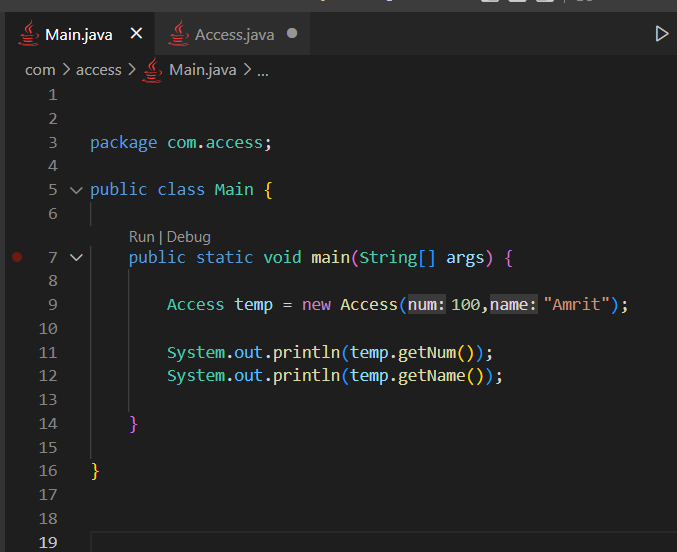 Main.java × Access.java ●
com > access > Main.java > ...
1
2
3 package com.access;
4
5 public class Main {
6
Run | Debug
7 public static void main(String[] args) {
8
9 Access temp = new Access(num:100,name:"Amrit");
10
11 System.out.println(temp.getNum());
12 System.out.println(temp.getName());
13
14 }
15
16 }
17
18
19